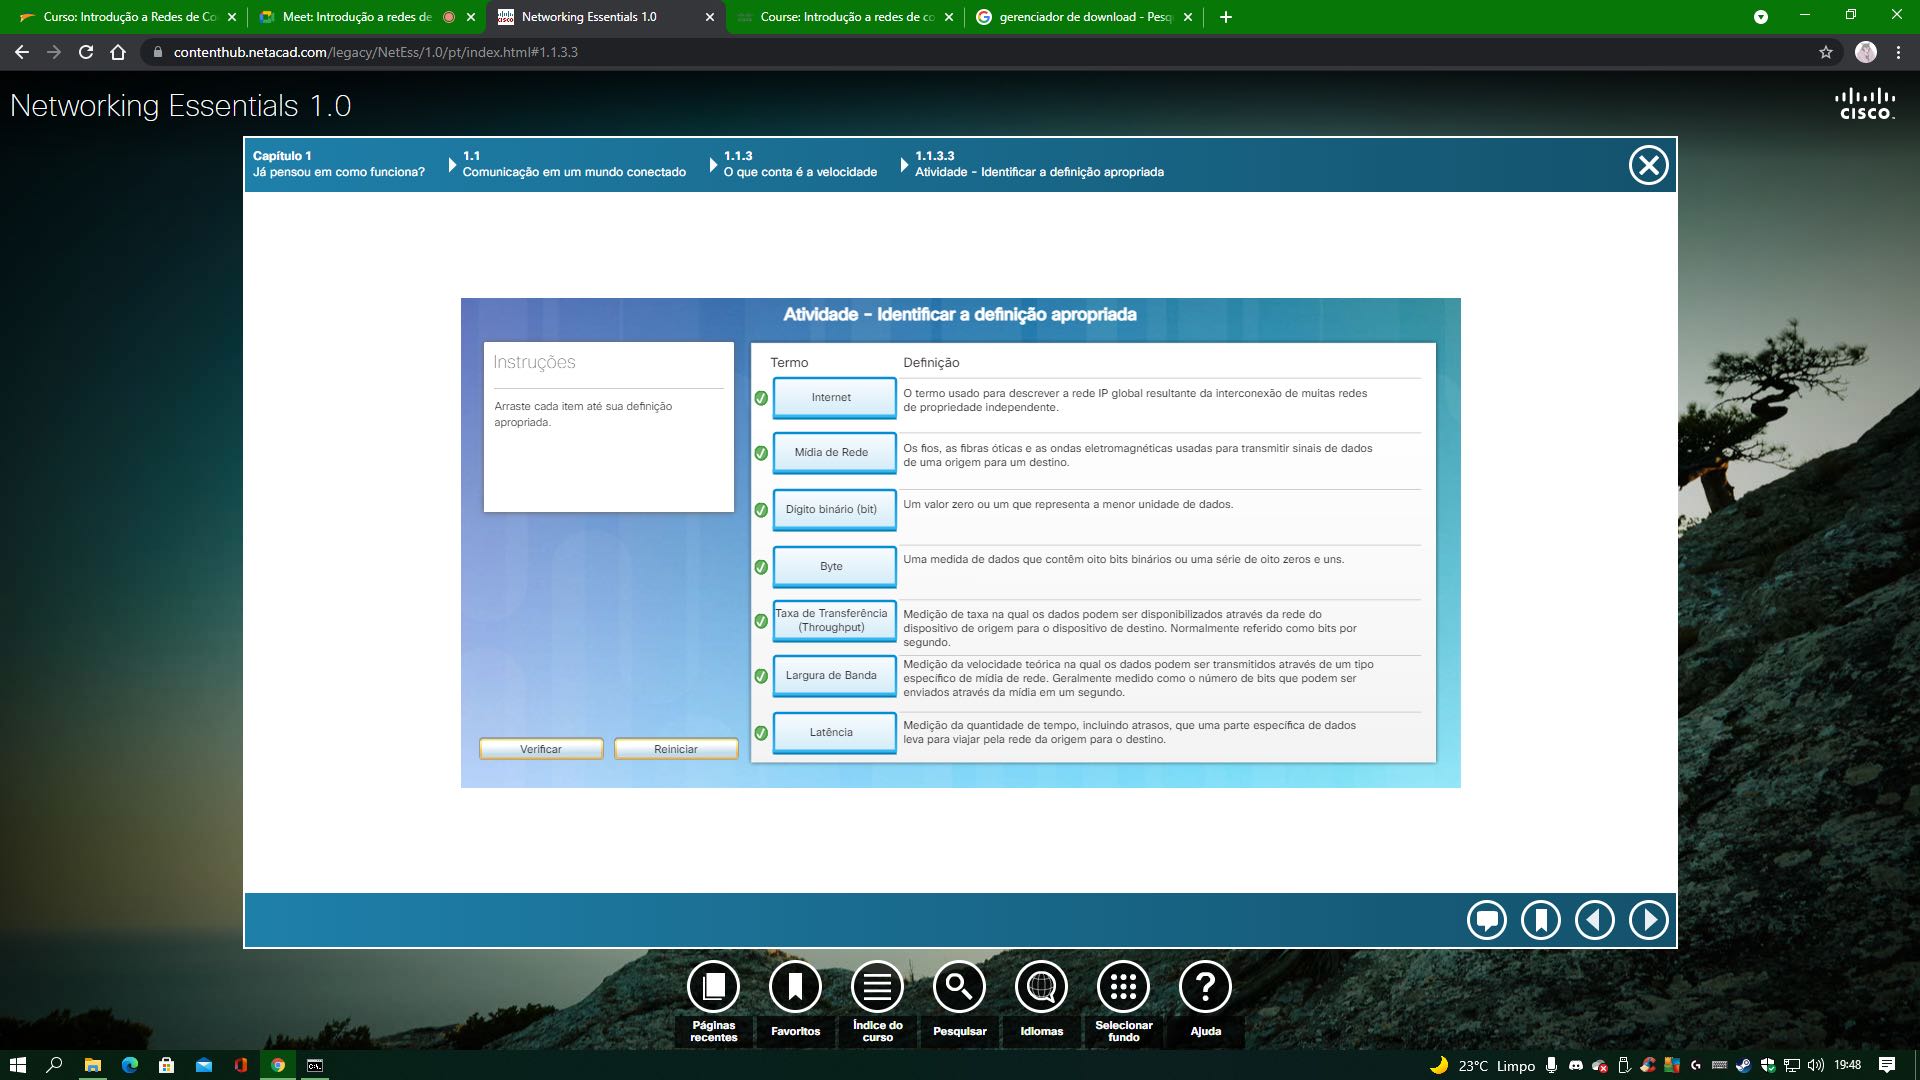 Curso: Introdução a Redes de Co
Meet: Introdução a redes de
Networking Essentials 1.0
Course: Introdução a redes de co
gerenciador de download - Pesq
contenthub.netacad.com/legacy/NetEss/1.0/pt/index.html#1.1.3.3
Networking Essentials 1.0
CISCO
Capítulo 1
Já pensou em como funciona?
1.1
Comunicação em um mundo conectado
1.1.3
O que conta é a velocidade
1.1.3.3
Atividade - Identificar a definição apropriada
Atividade - Identificar a definição apropriada
Instruções
Arraste cada item até sua definição
apropriada.
Verificar
Reiniciar
Termo
Definição
Internet
O termo usado para descrever a rede IP global resultante da interconexão de muitas redes
de propriedade independente.
Mídia de Rede
Os fios, as fibras óticas e as ondas eletromagnéticas usadas para transmitir sinais de dados
de uma origem para um destino.
Dígito binário (bit)
Um valor zero ou um que representa a menor unidade de dados.
Byte
Uma medida de dados que contêm oito bits binários ou uma série de oito zeros e uns.
Taxa de Transferência
(Throughput)
Medição de taxa na qual os dados podem ser disponibilizados através da rede do
dispositivo de origem para o dispositivo de destino. Normalmente referido como bits por
segundo.
Largura de Banda
Medição da velocidade teórica na qual os dados podem ser transmitidos através de um tipo
específico de mídia de rede. Geralmente medido como o número de bits que podem ser
enviados através da mídia em um segundo.
Latência
Medição da quantidade de tempo, incluindo atrasos, que uma parte específica de dados
leva para viajar pela rede da origem para o destino.
Páginas
recentes
Favoritos
Índice do
curso
Pesquisar
Idiomas
Selecionar
fundo
Ajuda
23°C Limpo
19:48